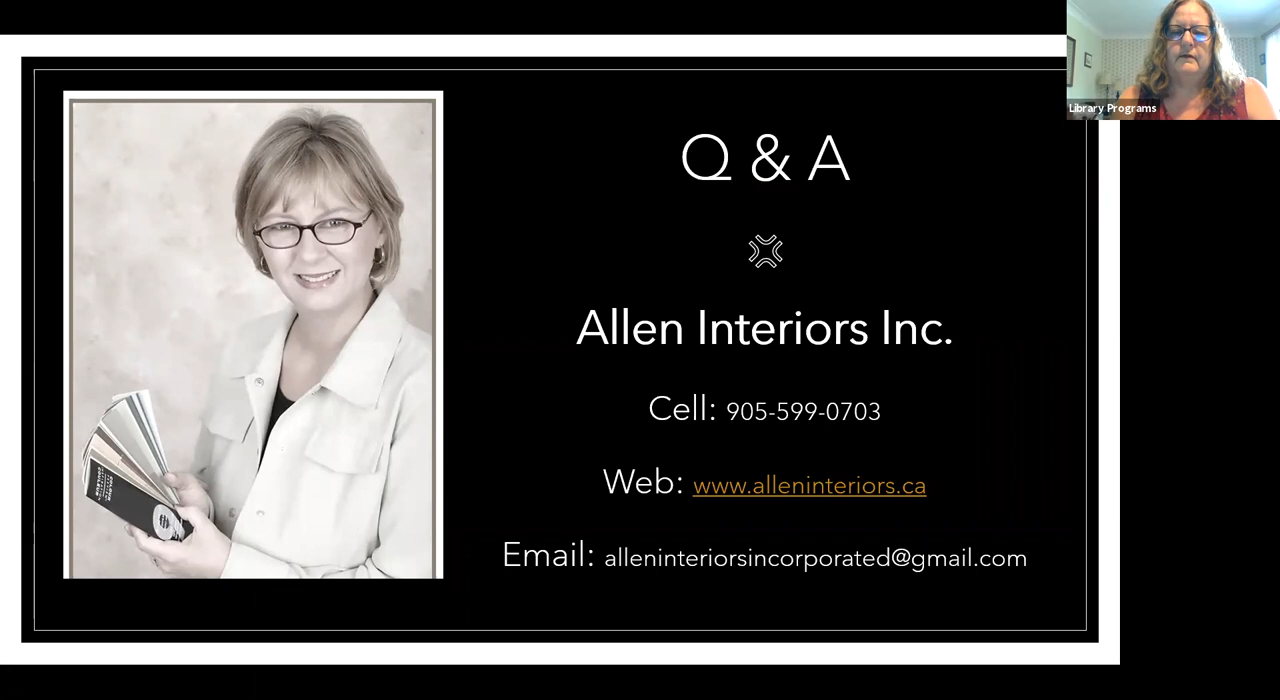 Library Programs
Q & A
Allen Interiors Inc.
Cell: 905-599-0703
Web: www.alleninteriors.ca
Email: alleninteriorsincorporated@gmail.com